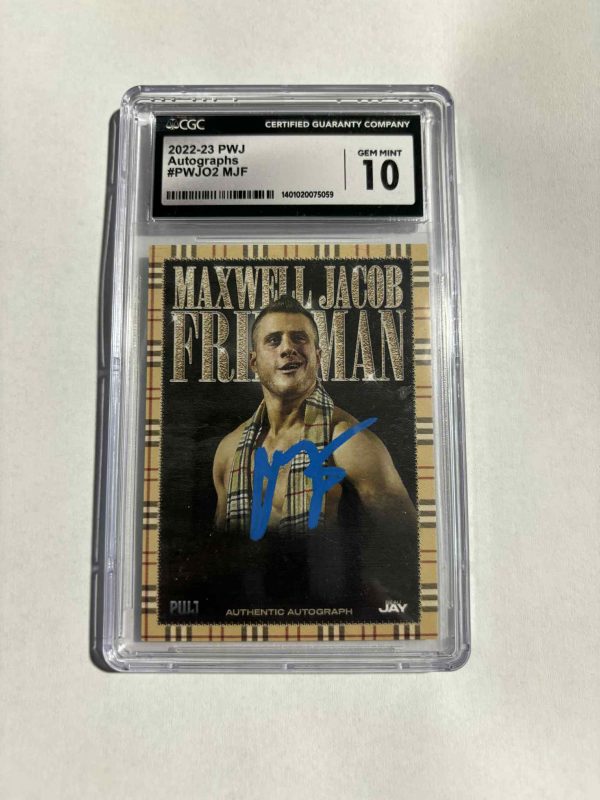 CGC
CERTIFIED GUARANTY COMPANY
2022-23 PWJ
Autographs
#PWJO2 MJF
GEM MINT
10
1401020075059
MAXWELL JACOB
FRIEDMAN
AUTHENTIC AUTOGRAPH
JAY